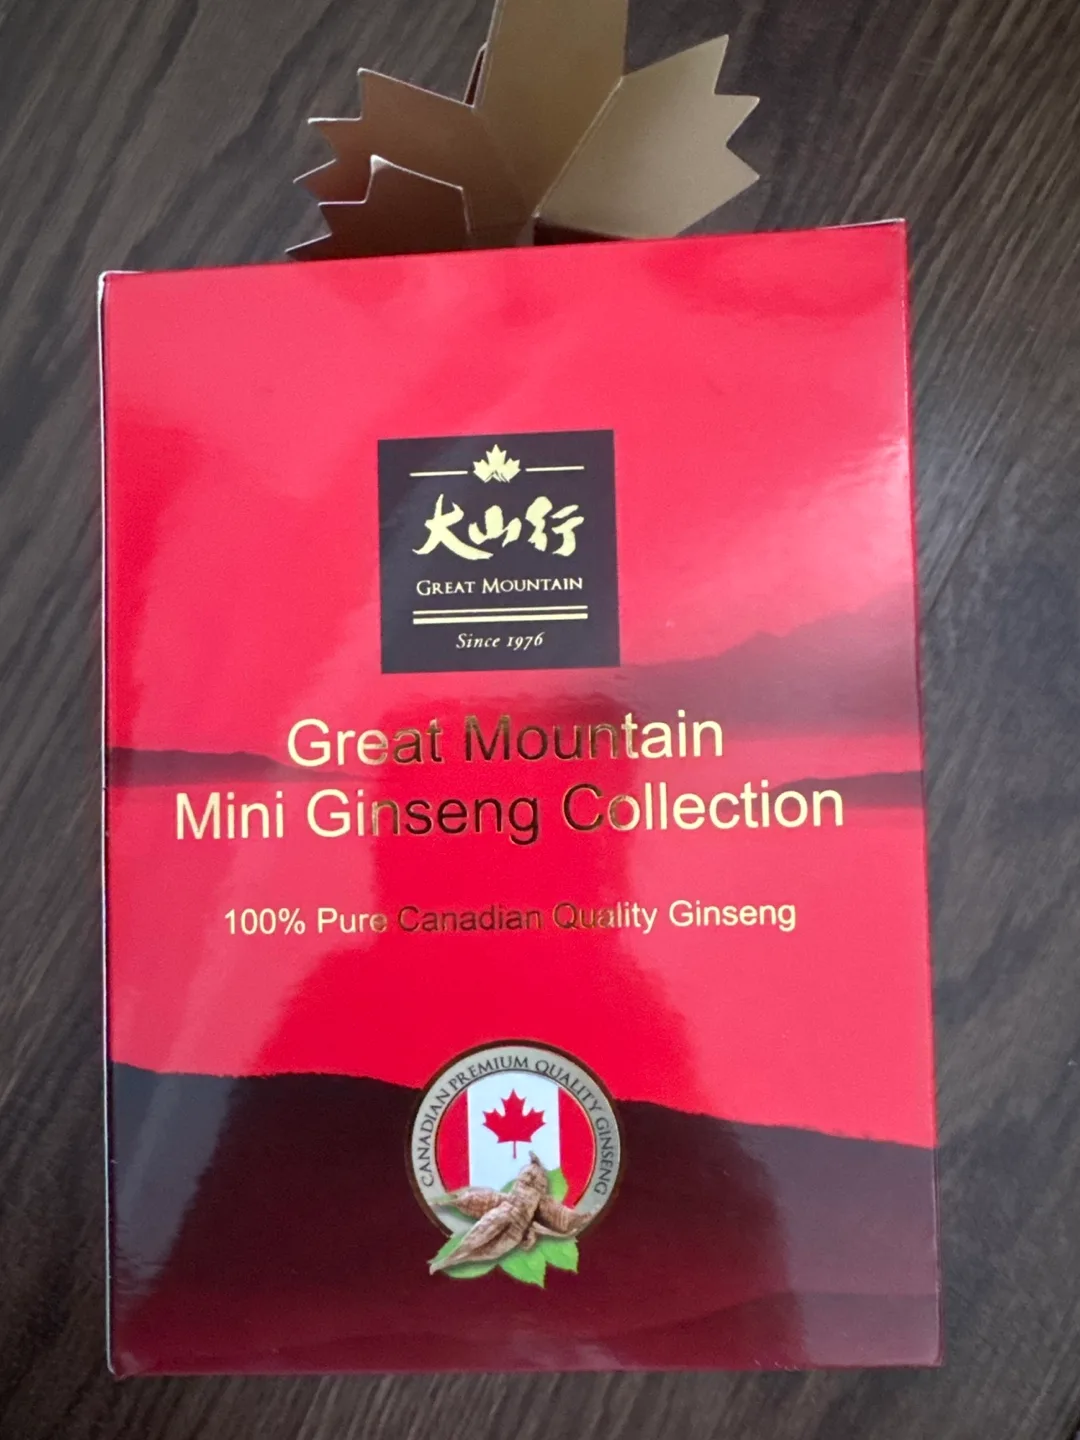 大山行
GREAT MOUNTAIN
Since 1976
Great Mountain
Mini Ginseng Collection
100% Pure Canadian Quality Ginseng
CANADIAN PREMIUM QUALITY GINSENG